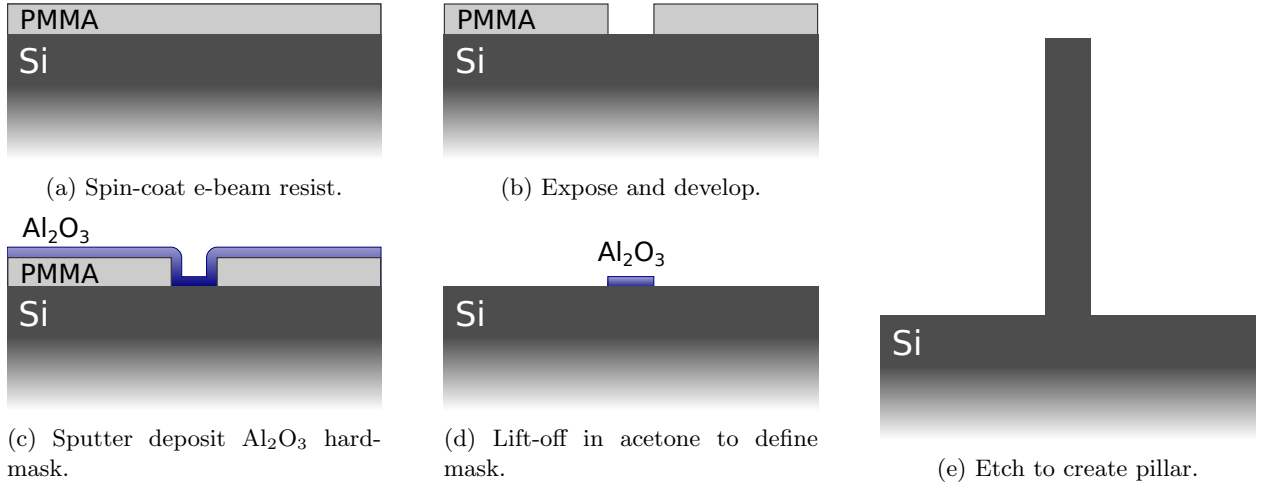 PMMA
Si
(a) Spin-coat e-beam resist.
PMMA
Si
(b) Expose and develop.
Al₂O₃
PMMA
Si
(c) Sputter deposit Al₂O₃ hard-
mask.
Al₂O₃
Si
(d) Lift-off in acetone to define
mask.
Si
(e) Etch to create pillar.